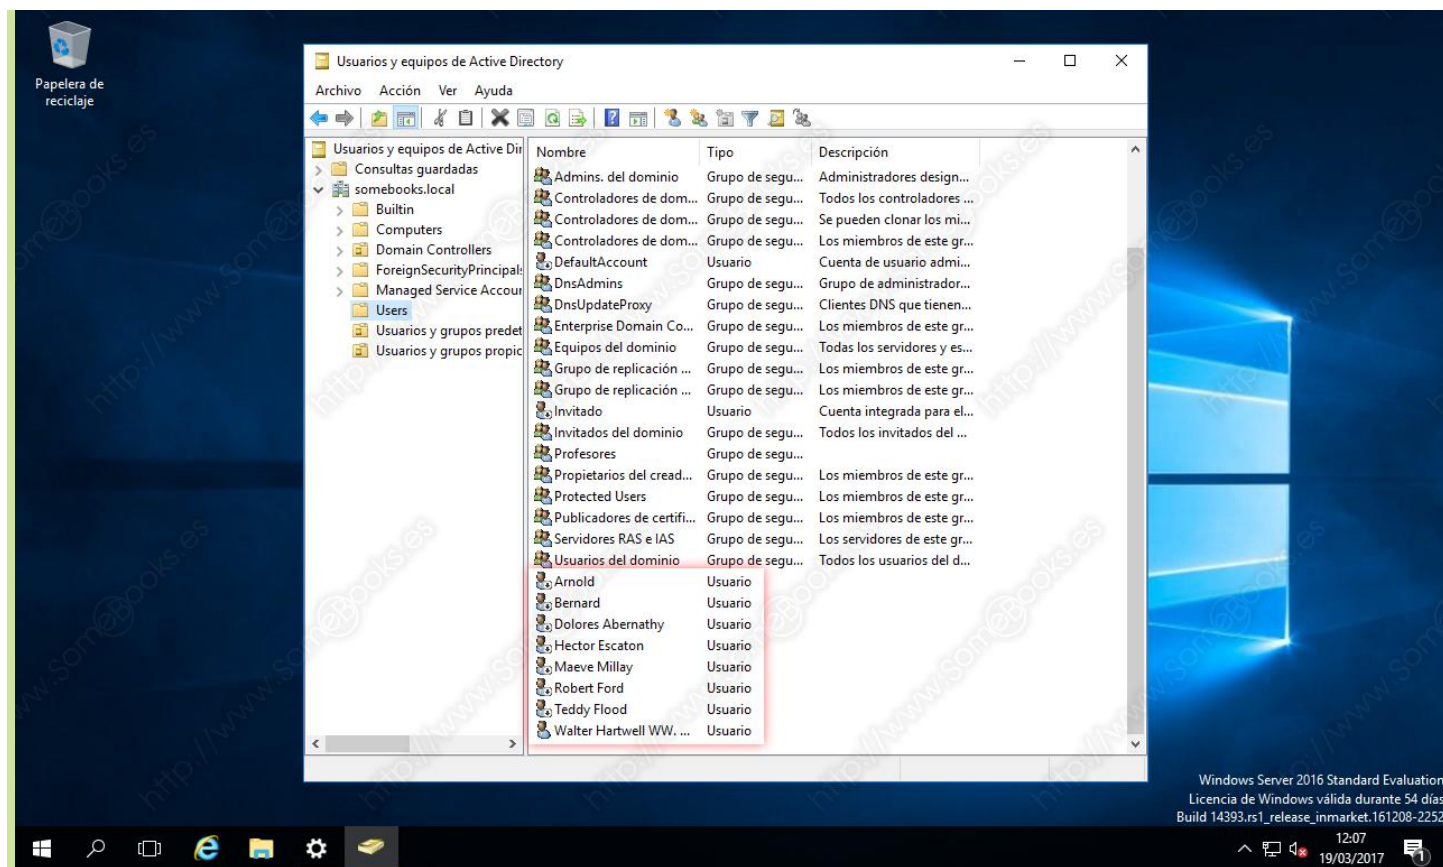 Papelera de
reciclaje
Usuarios y equipos de Active Directory
Archivo Acción Ver Ayuda
Usuarios y equipos de Active Dir
Consultas guardadas
somebooks.local
Builtin
Computers
Domain Controllers
ForeignSecurityPrincipals
Managed Service Accour
Users
Usuarios y grupos predet
Usuarios y grupos propic
Nombre Tipo Descripción
Admins. del dominio Grupo de segu... Administradores design...
Controladores de dom... Grupo de segu... Todos los controladores ...
Controladores de dom... Grupo de segu... Se pueden clonar los mi...
Controladores de dom... Grupo de segu... Los miembros de este gr...
DefaultAccount Usuario Cuenta de usuario admi...
DnsAdmins Grupo de segu... Grupo de administrador...
DnsUpdateProxy Grupo de segu... Clientes DNS que tienen...
Enterprise Domain Co... Grupo de segu... Los miembros de este gr...
Equipos del dominio Grupo de segu... Todas los servidores y es...
Grupo de replicación ... Grupo de segu... Los miembros de este gr...
Grupo de replicación ... Grupo de segu... Los miembros de este gr...
Invitado Usuario Cuenta integrada para el...
Invitados del dominio Grupo de segu... Todos los invitados del ...
Profesores Grupo de segu...
Propietarios del cread... Grupo de segu... Los miembros de este gr...
Protected Users Grupo de segu... Los miembros de este gr...
Publicadores de certifi... Grupo de segu... Los miembros de este gr...
Servidores RAS e IAS Grupo de segu... Los servidores de este gr...
Usuarios del dominio Grupo de segu... Todos los usuarios del d...
Arnold Usuario
Bernard Usuario
Dolores Abernathy Usuario
Hector Escaton Usuario
Maeve Millay Usuario
Robert Ford Usuario
Teddy Flood Usuario
Walter Hartwell WW. ... Usuario
http://www.SomeBooks.es
Windows Server 2016 Standard Evaluation
Licencia de Windows válida durante 54 días
Build 14393.rs1_release_inmarket.161208-2252
12:07
19/03/2017
1